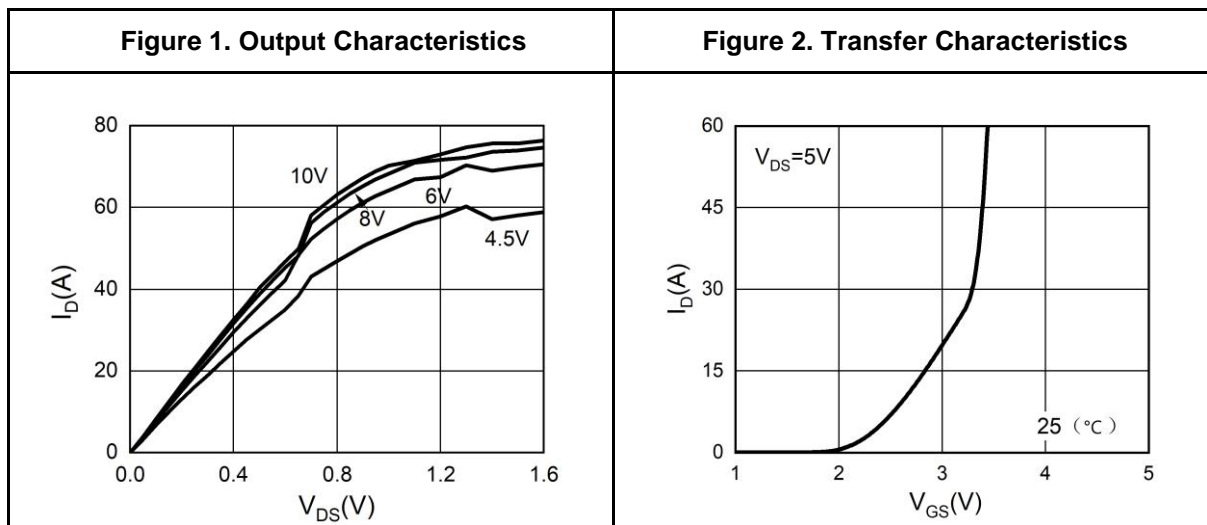 Figure 1. Output Characteristics
80
60
40
20
0
0.0
0.4
0.8
1.2
1.6
10V
8V
6V
4.5V
I_D(A)
V_DS(V)
Figure 2. Transfer Characteristics
60
45
30
15
0
1
2
3
4
5
V_DS=5V
25（℃）
I_D(A)
V_GS(V)